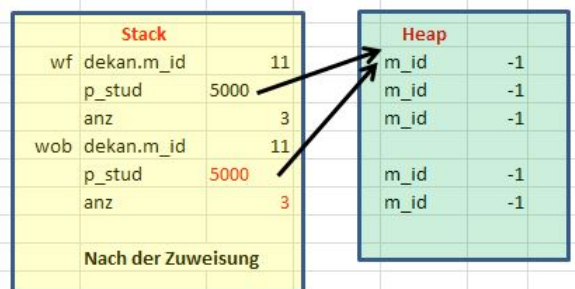 Stack
wf dekan.m_id 11
p_stud 5000
anz 3
wob dekan.m_id 11
p_stud 5000
anz 3
Nach der Zuweisung
Heap
m_id -1
m_id -1
m_id -1
m_id -1
m_id -1